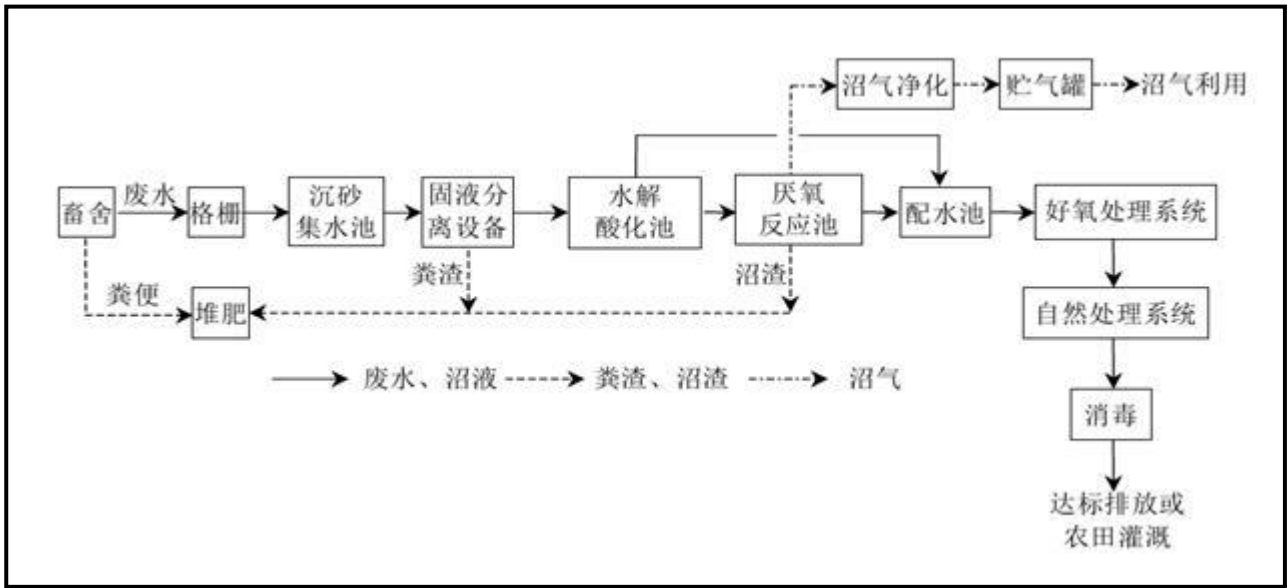 沼气净化
贮气罐
沼气利用
畜舍
废水
格栅
沉砂
集水池
固液分
离设备
水解
酸化池
厌氧
反应池
配水池
好氧处理系统
粪渣
沼渣
粪便
堆肥
自然处理系统
废水、沼液
粪渣、沼渣
沼气
消毒
达标排放或
农田灌溉